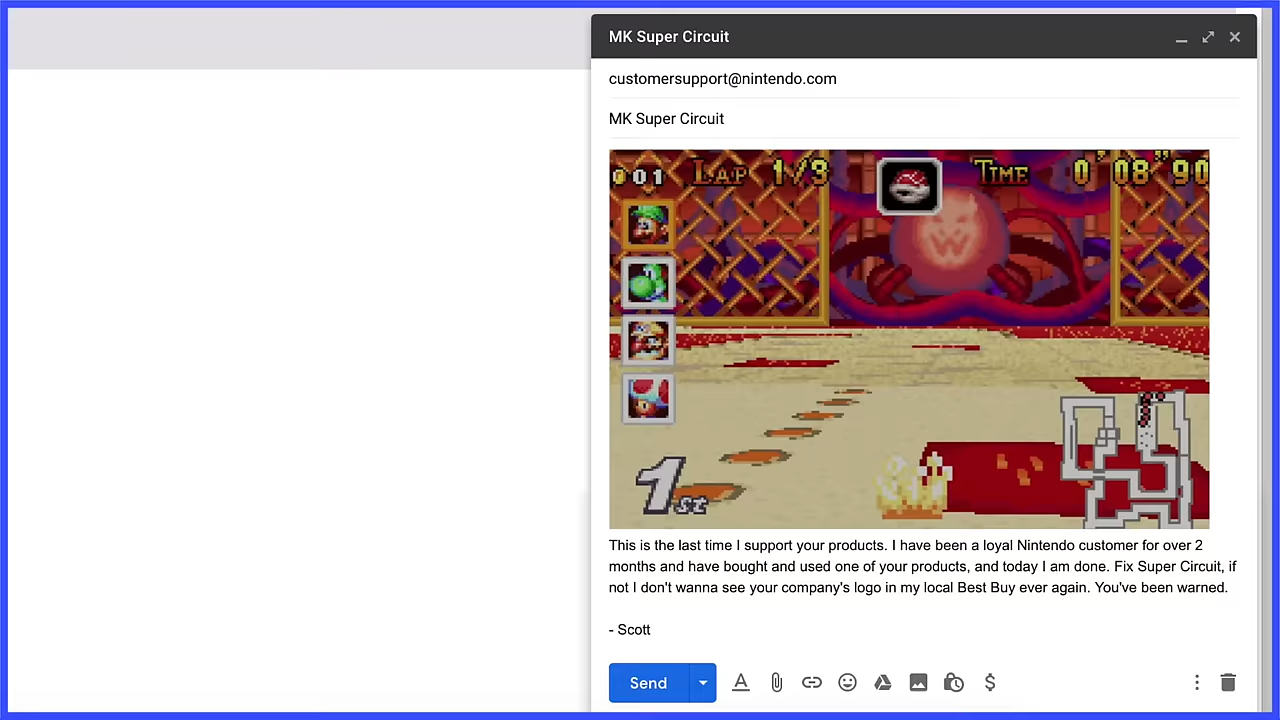 MK Super Circuit
customersupport@nintendo.com
MK Super Circuit
001 LAP 1/3 TIME 0'08"90
1st
This is the last time I support your products. I have been a loyal Nintendo customer for over 2
months and have bought and used one of your products, and today I am done. Fix Super Circuit, if
not I don't wanna see your company's logo in my local Best Buy ever again. You've been warned.
- Scott
Send